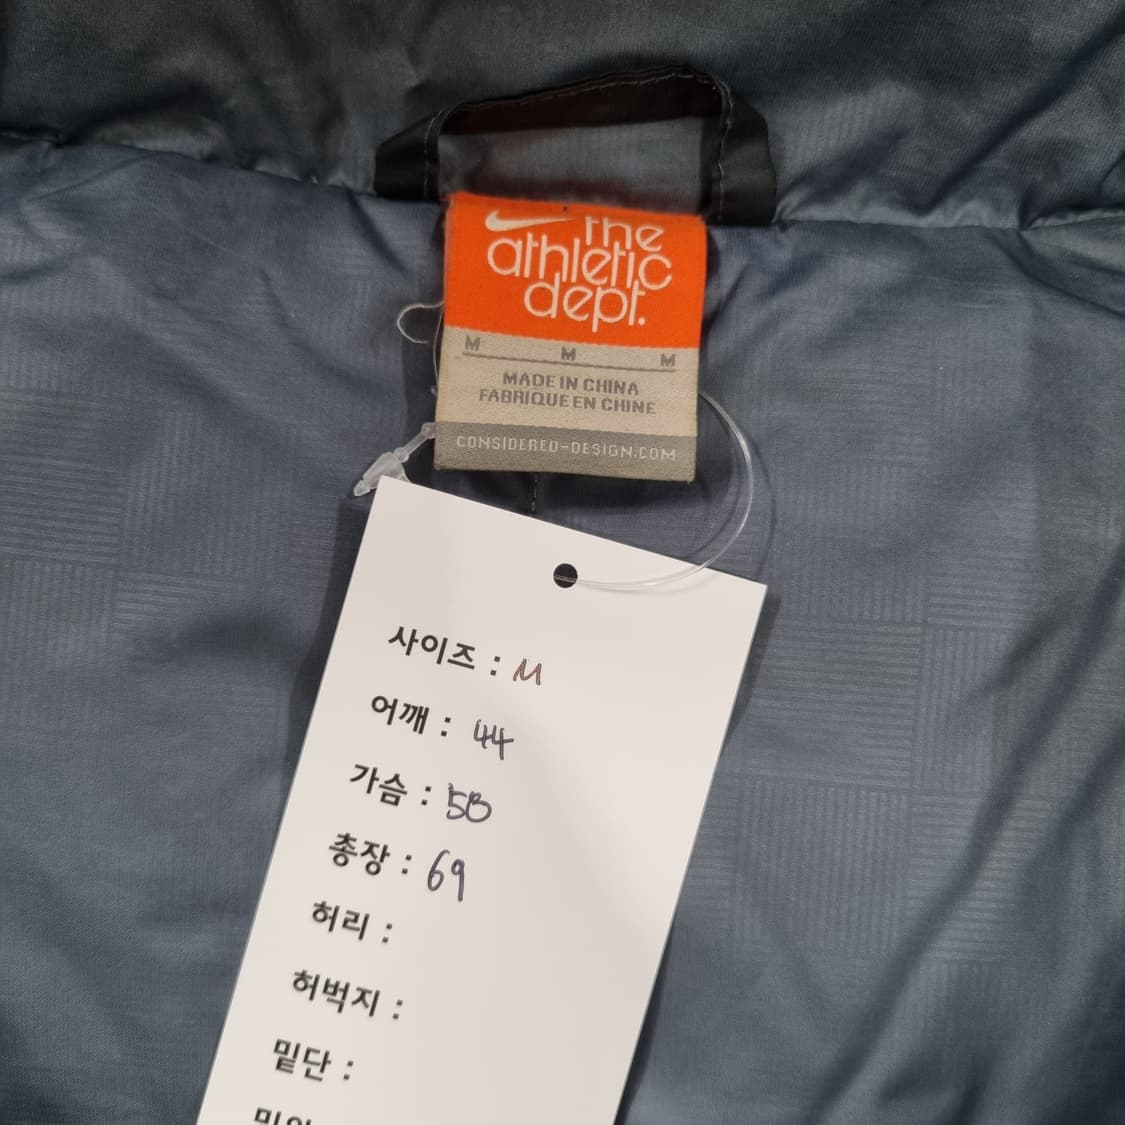 the
athletic
dept.
M M M
MADE IN CHINA
FABRIQUE EN CHINE
CONSIDERED-DESIGN.COM
사이즈 : M
어깨 : 44
가슴 : 58
총장 : 69
허리 :
허벅지 :
밑단 :